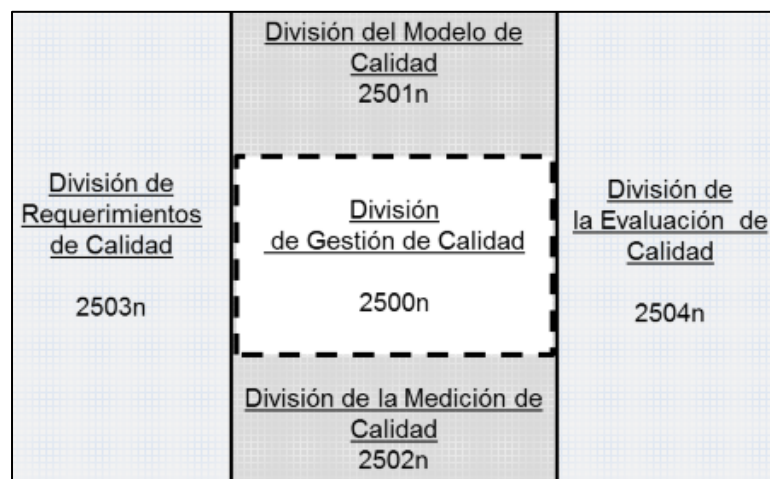 División del Modelo de
Calidad
2501n
División de
Requerimientos
de Calidad
2503n
División
de Gestión de Calidad
2500n
División de
la Evaluación de
Calidad
2504n
División de la Medición de
Calidad
2502n